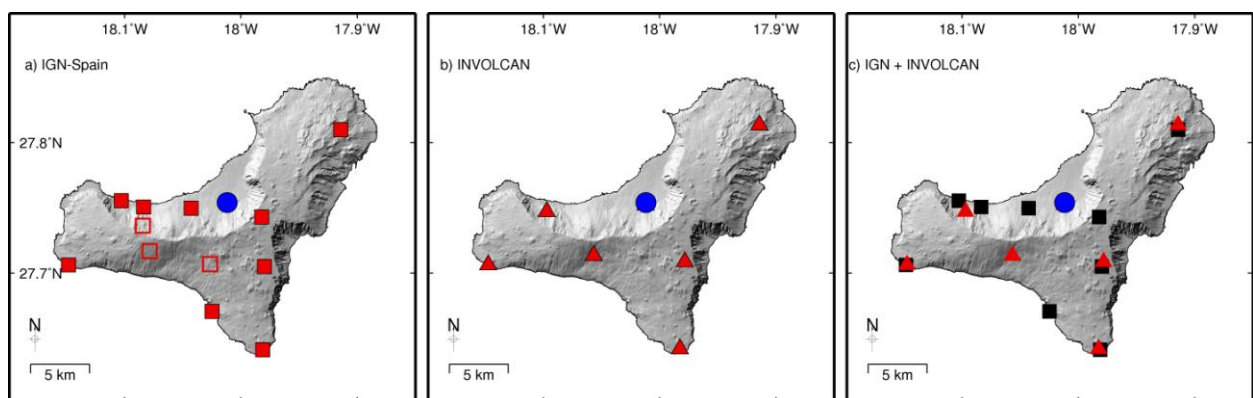 18.1°W 18°W 17.9°W
a) IGN-Spain
27.8°N
27.7°N
N
5 km
18.1°W 18°W 17.9°W
b) INVOLCAN
N
5 km
18.1°W 18°W 17.9°W
c) IGN + INVOLCAN
N
5 km